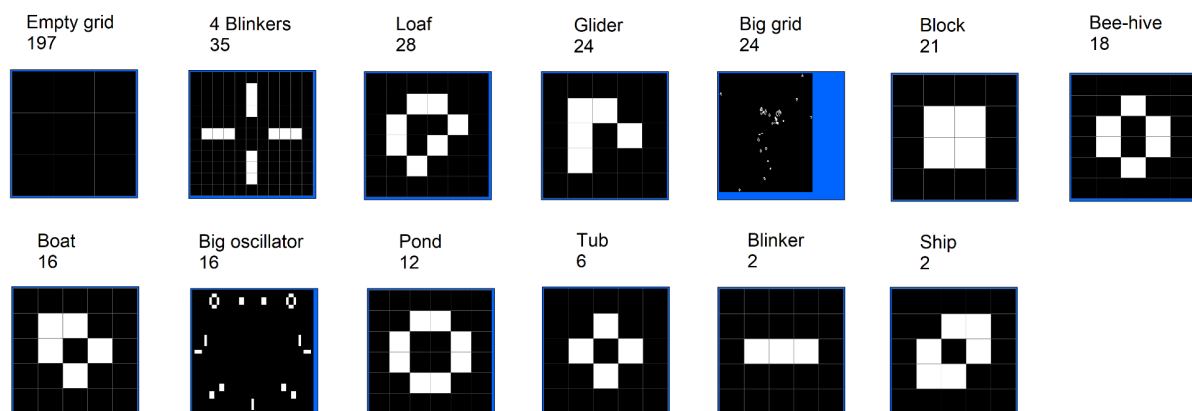 Empty grid
197
4 Blinkers
35
Loaf
28
Glider
24
Big grid
24
Block
21
Bee-hive
18
Boat
16
Big oscillator
16
Pond
12
Tub
6
Blinker
2
Ship
2